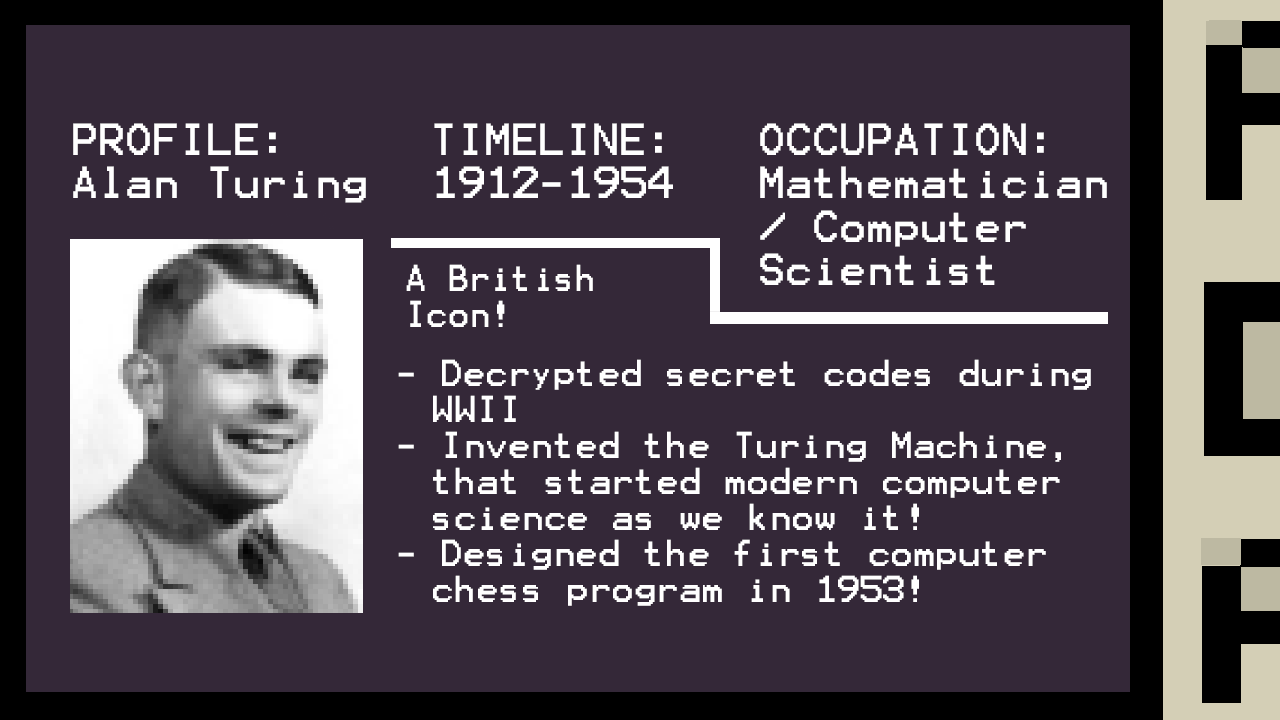 PROFILE:
Alan Turing
TIMELINE:
1912-1954
OCCUPATION:
Mathematician
/ Computer
Scientist
A British
Icon!
- Decrypted secret codes during
WWII
- Invented the Turing Machine,
that started modern computer
science as we know it!
- Designed the first computer
chess program in 1953!